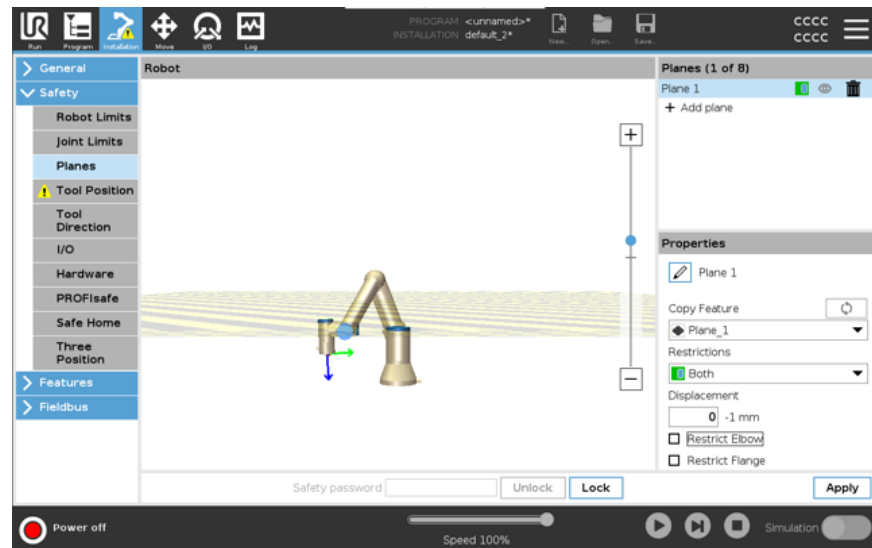 UR
Run
Program
Installation
Move
I/O
Log
PROGRAM <unnamed>*
INSTALLATION default_2*
New...
Open...
Save...
CCCC
CCCC
General
Safety
Robot Limits
Joint Limits
Planes
Tool Position
Tool
Direction
I/O
Hardware
PROFIsafe
Safe Home
Three
Position
Features
Fieldbus
Robot
+
−
Planes (1 of 8)
Plane 1
+ Add plane
Properties
Plane 1
Copy Feature
Plane_1
Restrictions
Both
Displacement
0 -1 mm
Restrict Elbow
Restrict Flange
Safety password
Unlock
Lock
Apply
Power off
Speed 100%
Simulation